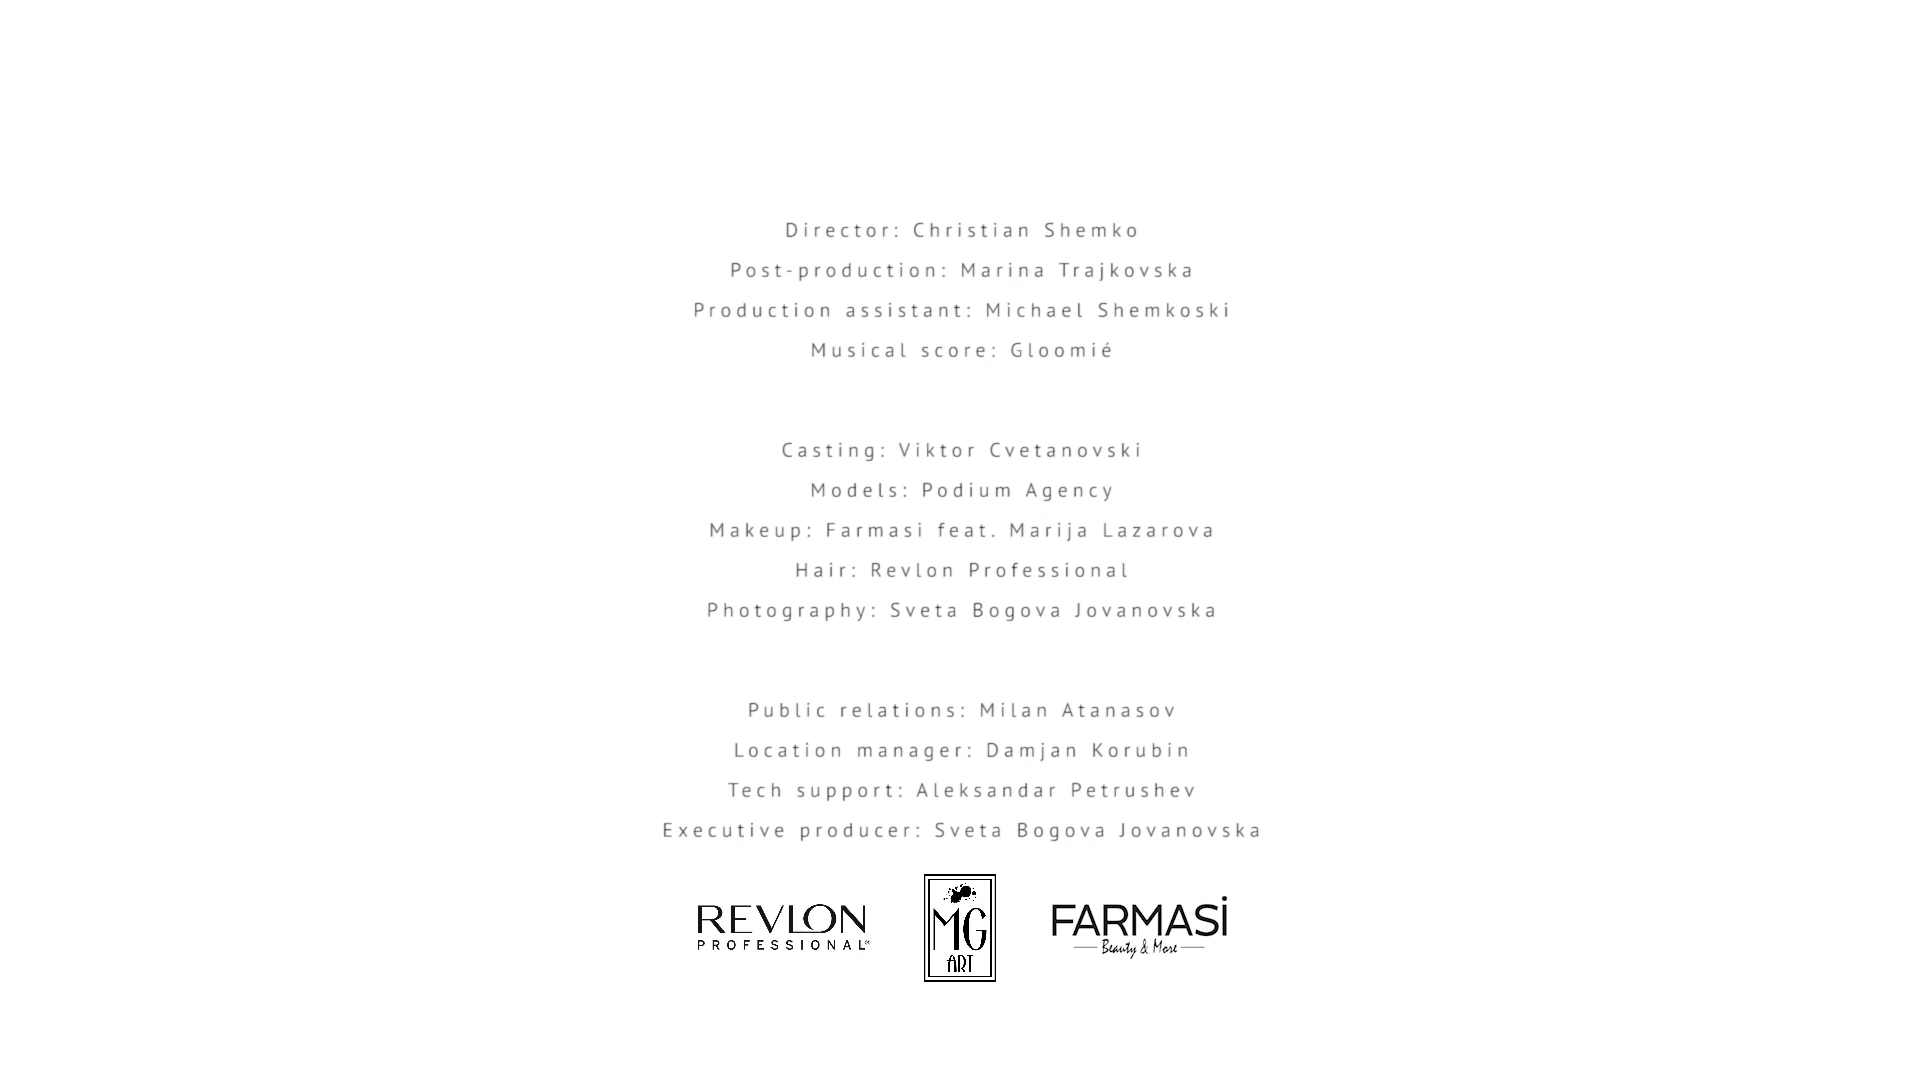 Director: Christian Shemko
Post-production: Marina Trajkovska
Production assistant: Michael Shemkoski
Musical score: Gloomié
Casting: Viktor Cvetanovski
Models: Podium Agency
Makeup: Farmasi feat. Marija Lazarova
Hair: Revlon Professional
Photography: Sveta Bogova Jovanovska
Public relations: Milan Atanasov
Location manager: Damjan Korubin
Tech support: Aleksandar Petrushev
Executive producer: Sveta Bogova Jovanovska
REVLON
PROFESSIONAL®
MG
ART
FARMASİ
Beauty & More